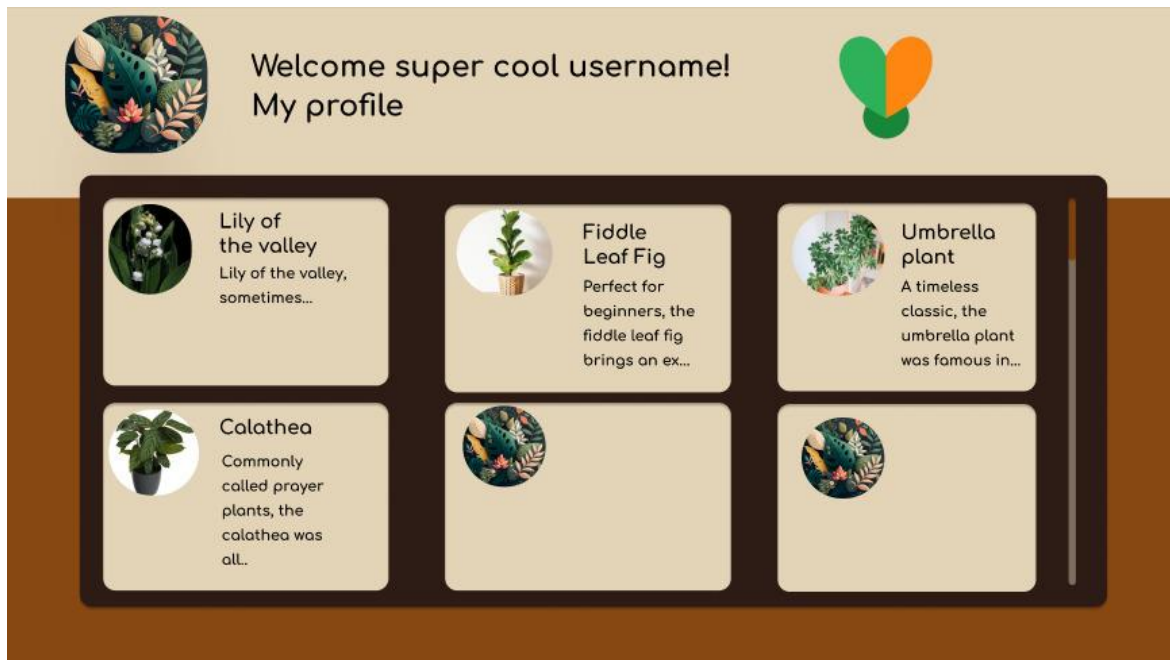 Welcome super cool username!
My profile
Lily of
the valley
Lily of the valley,
sometimes...
Fiddle
Leaf Fig
Perfect for
beginners, the
fiddle leaf fig
brings an ex...
Umbrella
plant
A timeless
classic, the
umbrella plant
was famous in...
Calathea
Commonly
called prayer
plants, the
calathea was
all..